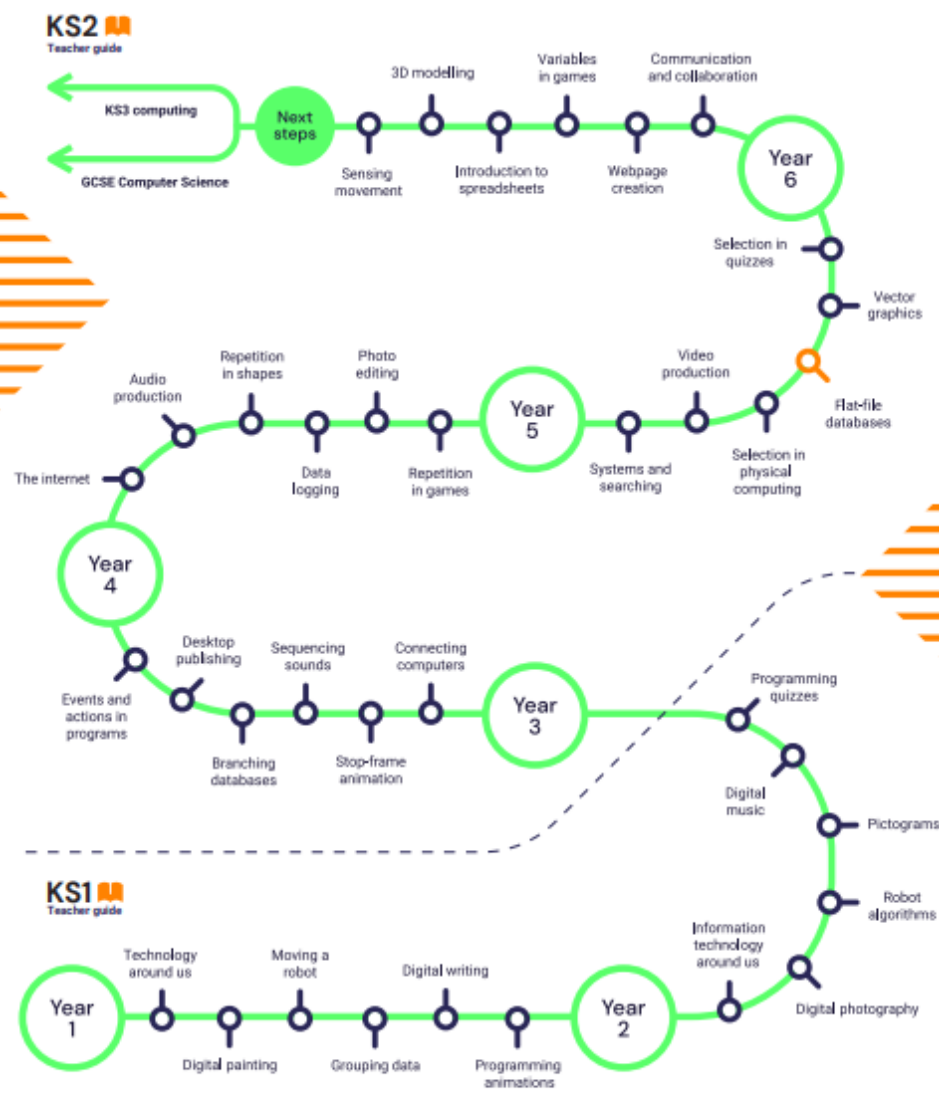 KS2
Teacher guide
KS3 computing
GCSE Computer Science
Next
steps
Sensing
movement
3D modelling
Introduction to
spreadsheets
Variables
in games
Webpage
creation
Communication
and collaboration
Year
6
Selection in
quizzes
Vector
graphics
Flat-file
databases
Selection in
physical
computing
Video
production
Systems and
searching
Year
5
Repetition
in games
Photo
editing
Data
logging
Repetition
in shapes
Audio
production
The internet
Year
4
Events and
actions in
programs
Desktop
publishing
Branching
databases
Sequencing
sounds
Stop-frame
animation
Connecting
computers
Year
3
Programming
quizzes
Digital
music
Pictograms
Robot
algorithms
Digital photography
Information
technology
around us
KS1
Teacher guide
Year
1
Technology
around us
Digital painting
Moving a
robot
Grouping data
Digital writing
Programming
animations
Year
2